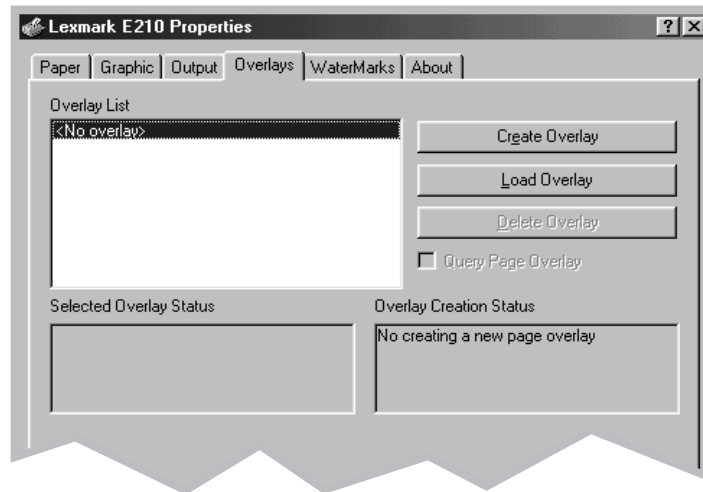 Lexmark E210 Properties
Paper Graphic Output Overlays WaterMarks About
Overlay List
<No overlay>
Create Overlay
Load Overlay
Delete Overlay
Query Page Overlay
Selected Overlay Status
Overlay Creation Status
No creating a new page overlay